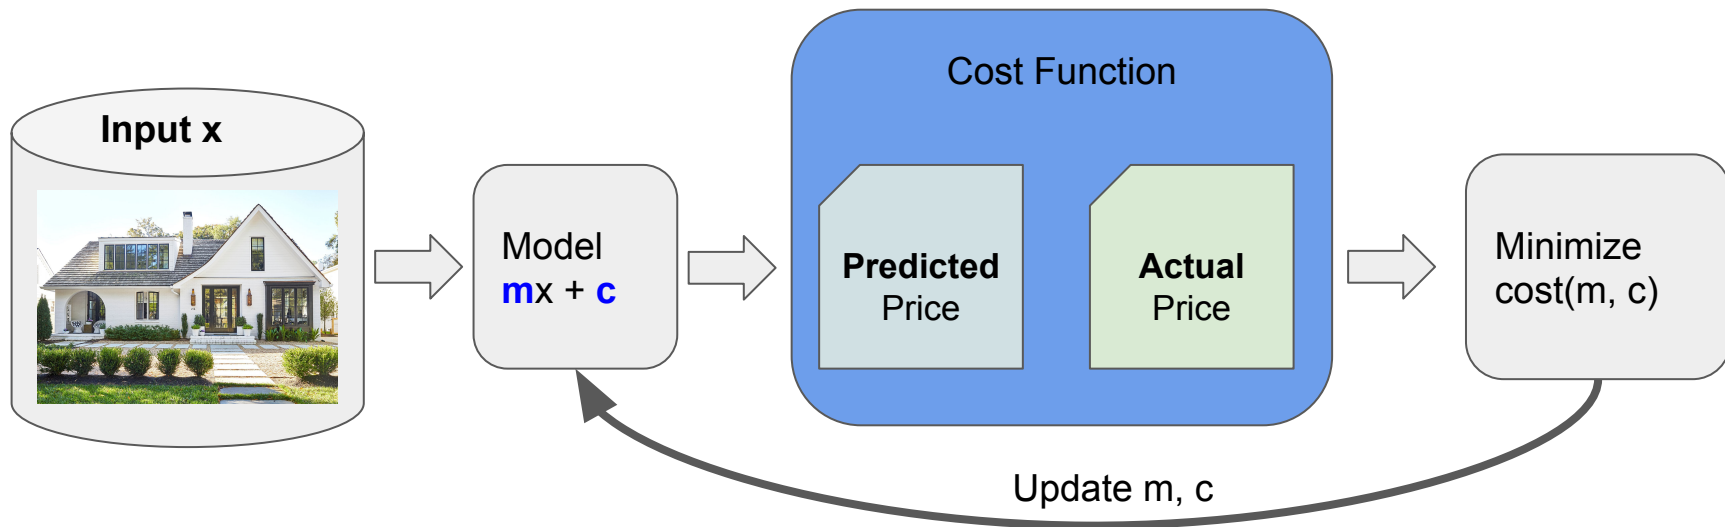 Input x
Model
mx + c
Cost Function
Predicted
Price
Actual
Price
Minimize
cost(m, c)
Update m, c